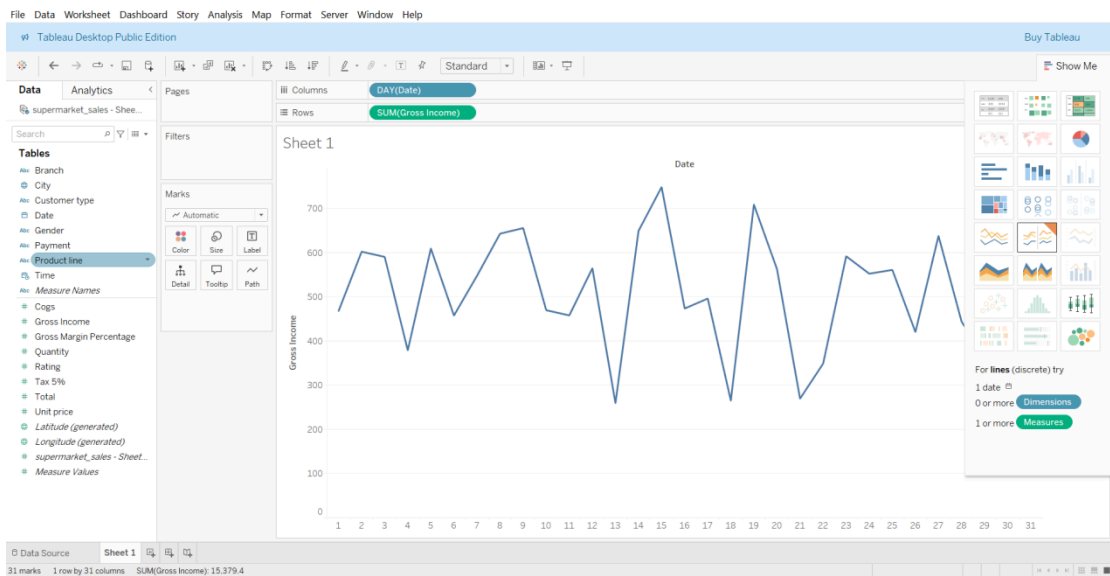 File Data Worksheet Dashboard Story Analysis Map Format Server Window Help
Tableau Desktop Public Edition
Buy Tableau
Standard
Show Me
Data Analytics
supermarket_sales - Shee...
Search
Tables
Abc Branch
City
Abc Customer type
Date
Abc Gender
Abc Payment
Abc Product line
Time
Abc Measure Names
# Cogs
# Gross Income
# Gross Margin Percentage
# Quantity
# Rating
# Tax 5%
# Total
# Unit price
Latitude (generated)
Longitude (generated)
# supermarket_sales - Sheet...
# Measure Values
Pages
Filters
Marks
Automatic
Color Size Label
Detail Tooltip Path
Columns DAY(Date)
Rows SUM(Gross Income)
Sheet 1
Date
Gross Income
700
600
500
400
300
200
100
0
1 2 3 4 5 6 7 8 9 10 11 12 13 14 15 16 17 18 19 20 21 22 23 24 25 26 27 28 29 30 31
For lines (discrete) try
1 date
0 or more Dimensions
1 or more Measures
Data Source Sheet 1
31 marks 1 row by 31 columns SUM(Gross Income): 15,379.4